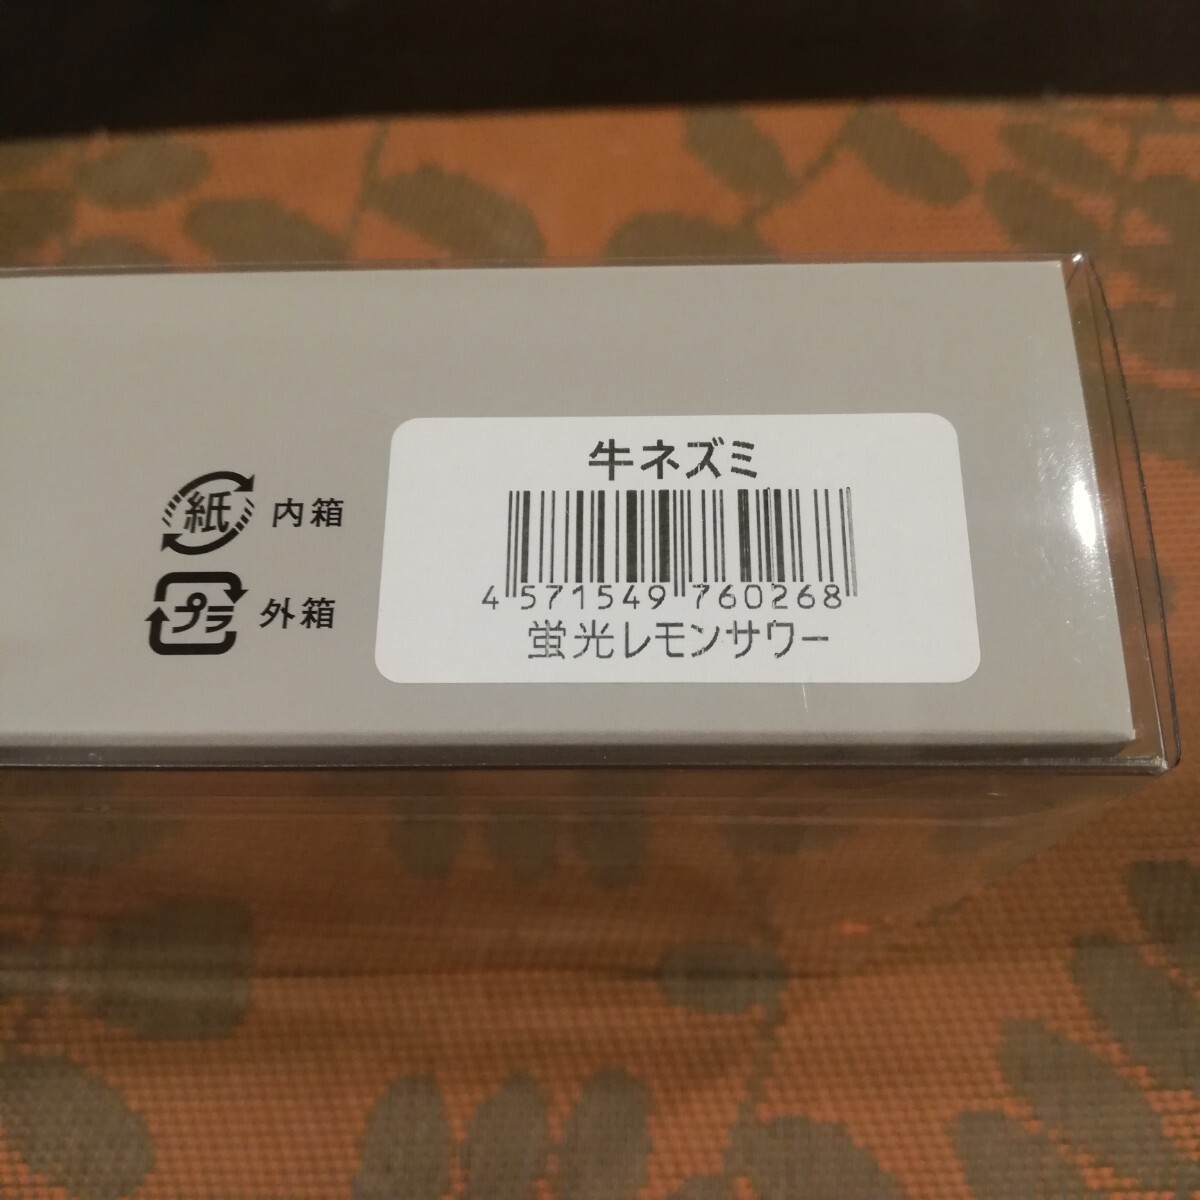 牛ネズミ
4 571549 760268
蛍光レモンサワー
紙 内箱
プラ 外箱